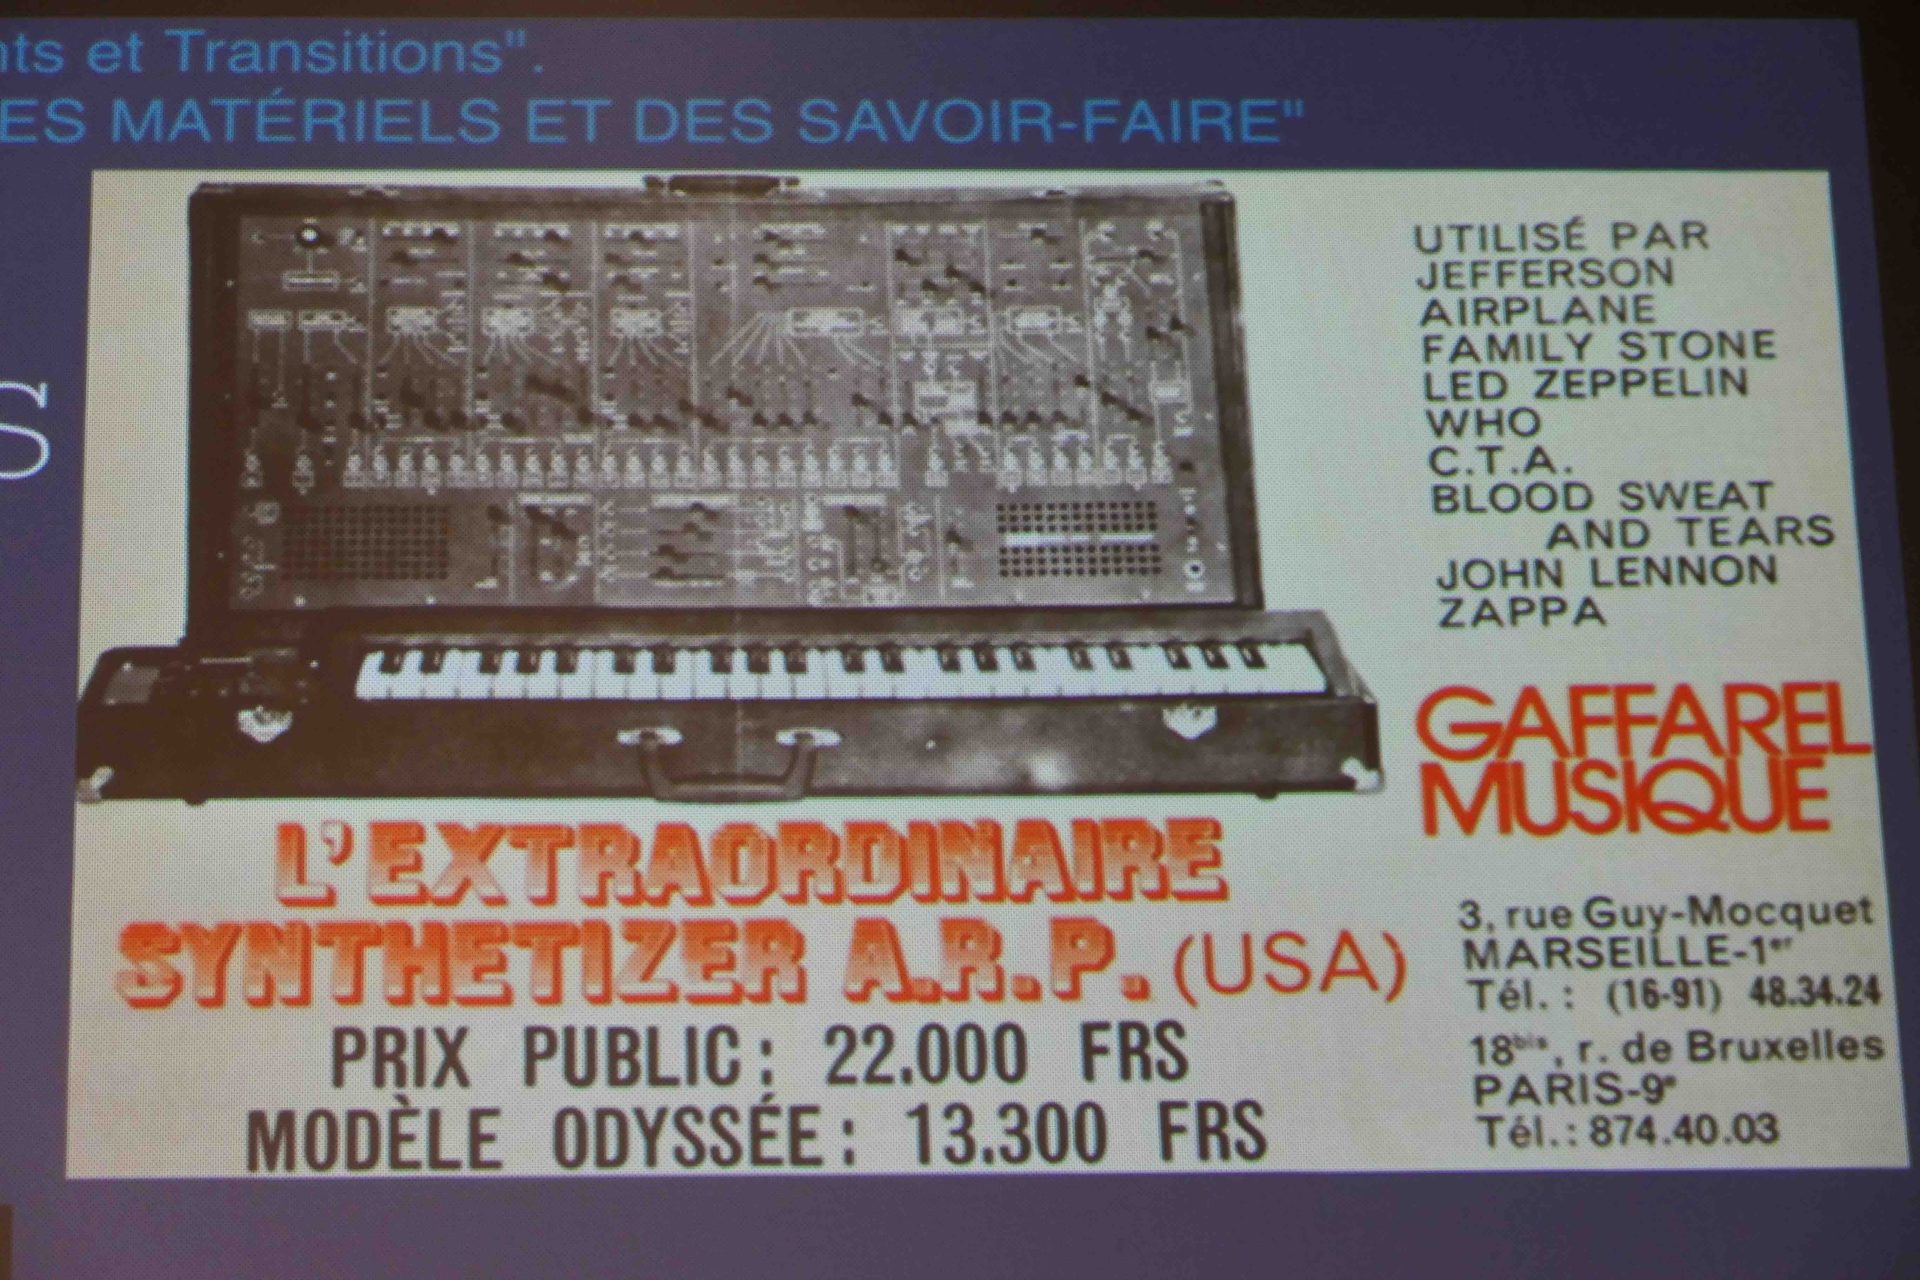 et Transitions".
MATÉRIELS ET DES SAVOIR-FAIRE"
UTILISÉ PAR
JEFFERSON
AIRPLANE
FAMILY STONE
LED ZEPPELIN
WHO
C.T.A.
BLOOD SWEAT
AND TEARS
JOHN LENNON
ZAPPA
GAFFAREL
MUSIQUE
L'EXTRAORDINAIRE
SYNTHETIZER A.R.P. (USA)
PRIX PUBLIC : 22.000 FRS
MODÈLE ODYSSÉE : 13.300 FRS
3, rue Guy-Mocquet
MARSEILLE-1er
Tél. : (16-91) 48.34.24
18bis, r. de Bruxelles
PARIS-9e
Tél. : 874.40.03